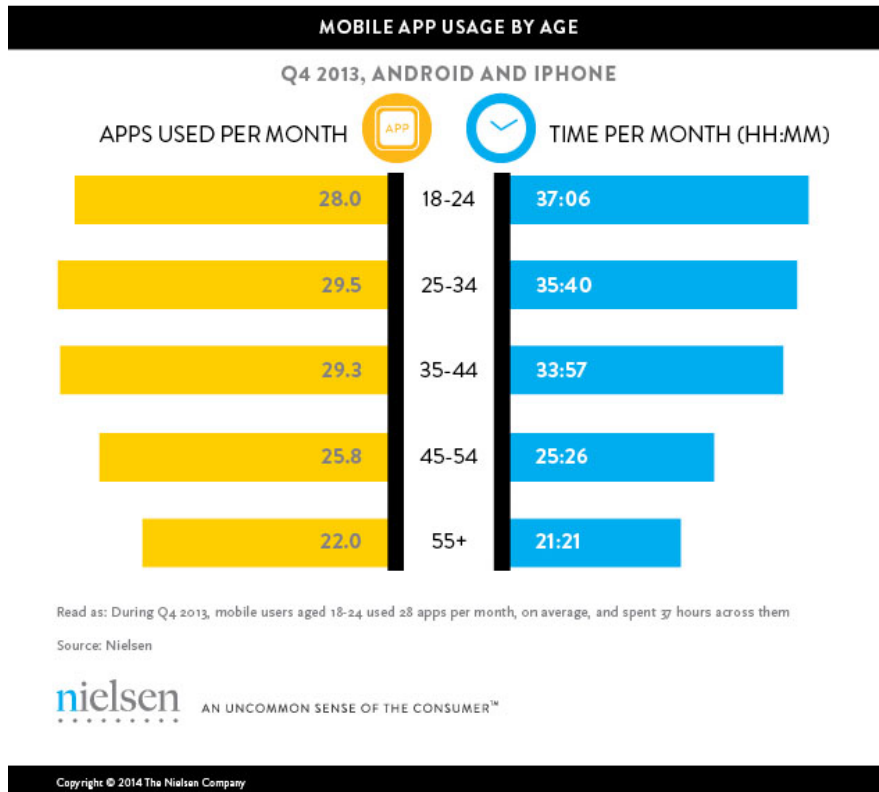 MOBILE APP USAGE BY AGE
Q4 2013, ANDROID AND IPHONE
APPS USED PER MONTH
APP
TIME PER MONTH (HH:MM)
28.0 18-24 37:06
29.5 25-34 35:40
29.3 35-44 33:57
25.8 45-54 25:26
22.0 55+ 21:21
Read as: During Q4 2013, mobile users aged 18-24 used 28 apps per month, on average, and spent 37 hours across them
Source: Nielsen
nielsen AN UNCOMMON SENSE OF THE CONSUMER™
Copyright © 2014 The Nielsen Company